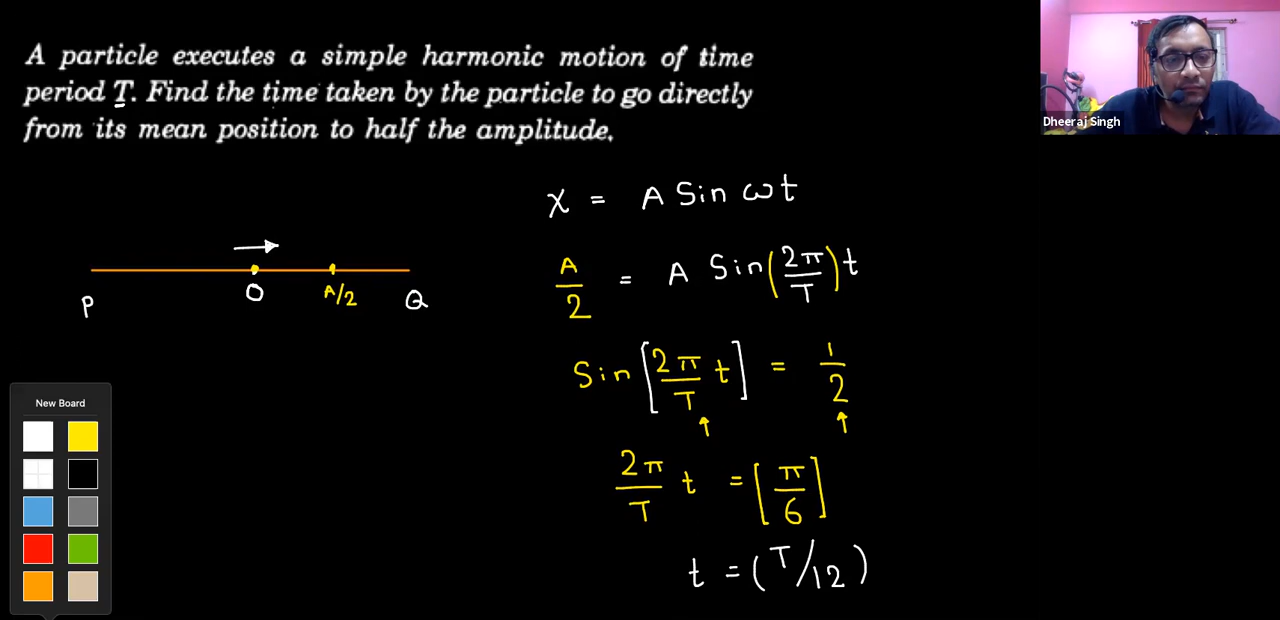 A particle executes a simple harmonic motion of time
period T. Find the time taken by the particle to go directly
from its mean position to half the amplitude.
Dheeraj Singh
x = A Sin ωt
A/2 = A Sin(2π/T)t
P O A/2 Q
Sin[2π/T t] = 1/2
New Board
2π/T t = [π/6]
t = (T/12)